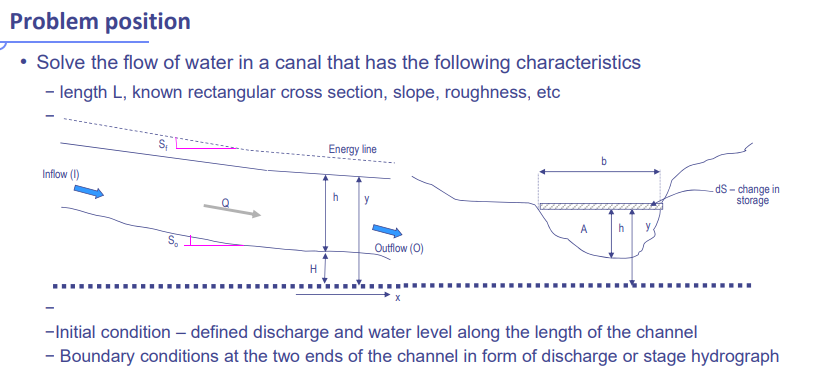 Problem position
• Solve the flow of water in a canal that has the following characteristics
– length L, known rectangular cross section, slope, roughness, etc
–
Sf
Energy line
b
Inflow (I)
dS – change in
storage
h
y
Q
A
h
y
So
Outflow (O)
H
x
–
–Initial condition – defined discharge and water level along the length of the channel
– Boundary conditions at the two ends of the channel in form of discharge or stage hydrograph